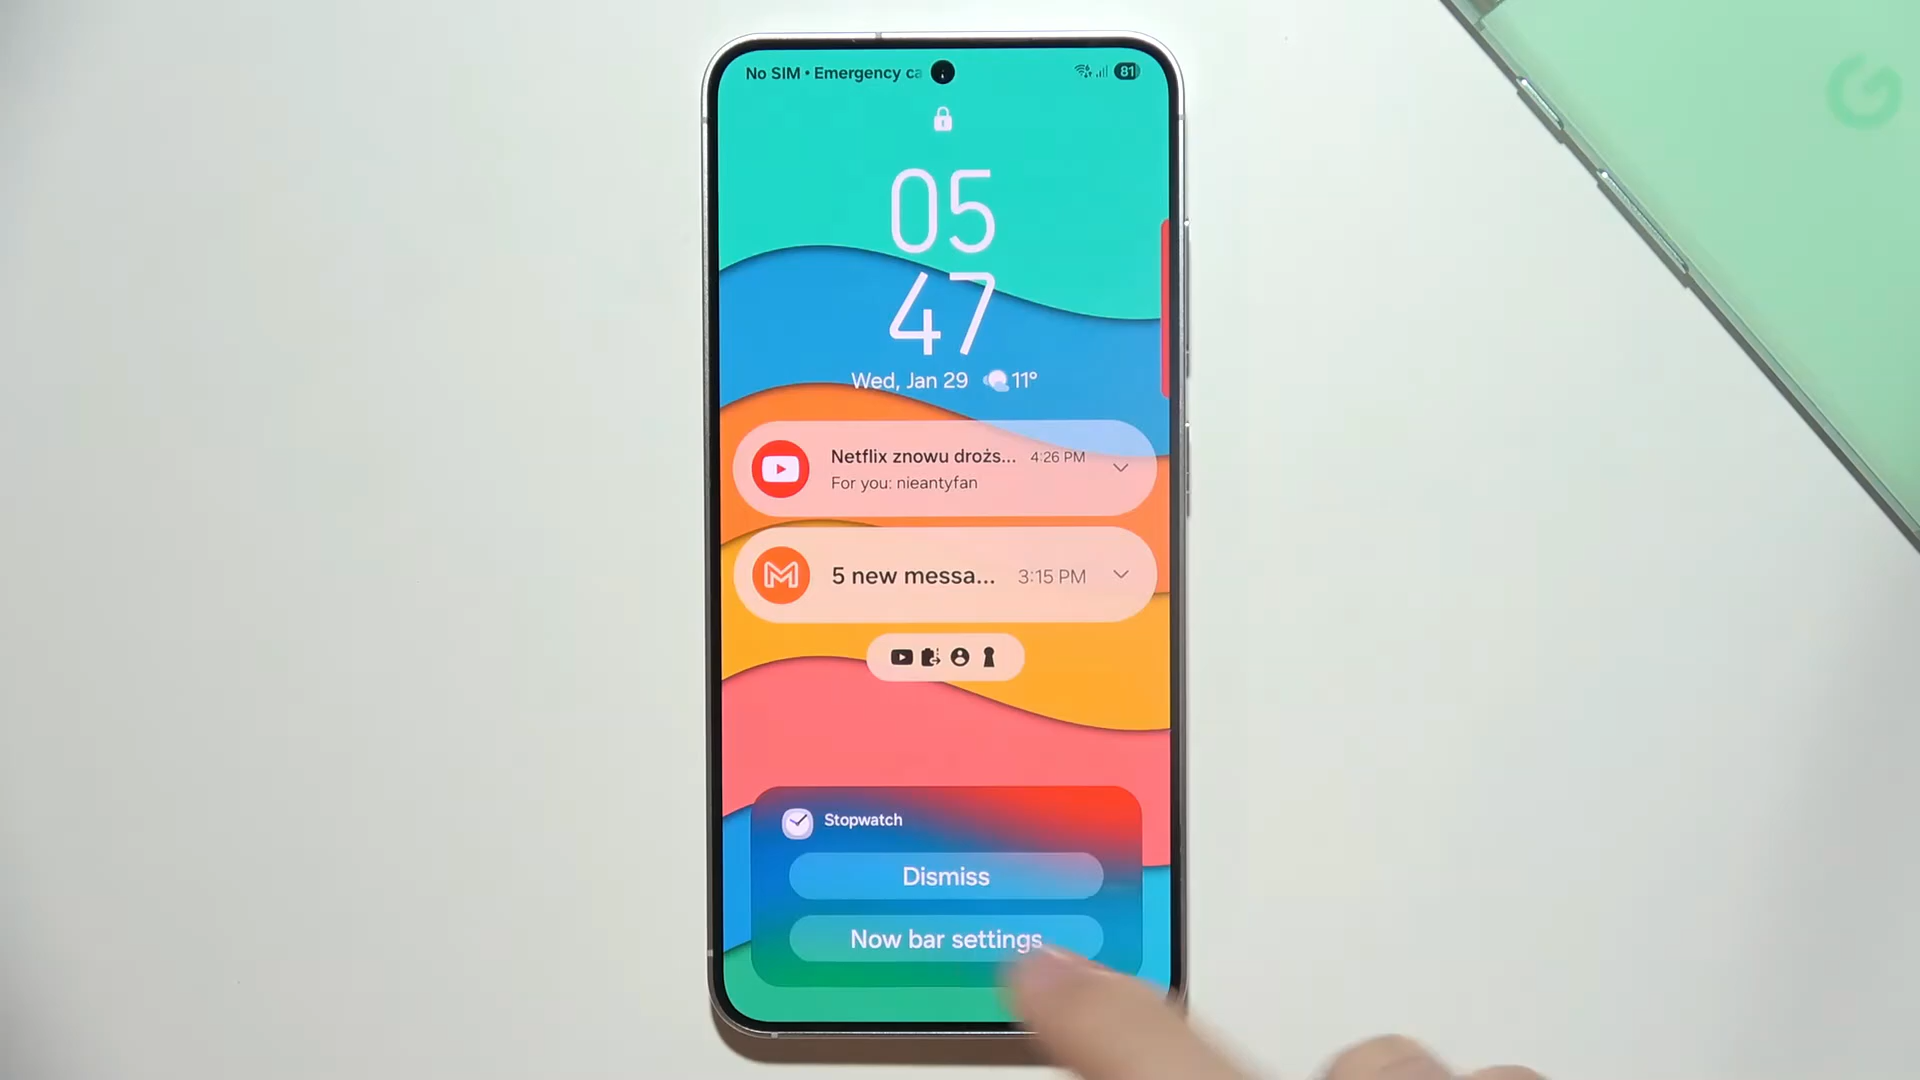 No SIM • Emergency ca
81
05
47
Wed, Jan 29 11°
Netflix znowu drożs... 4:26 PM
For you: nieantyfan
5 new messa... 3:15 PM
Stopwatch
Dismiss
Now bar settings